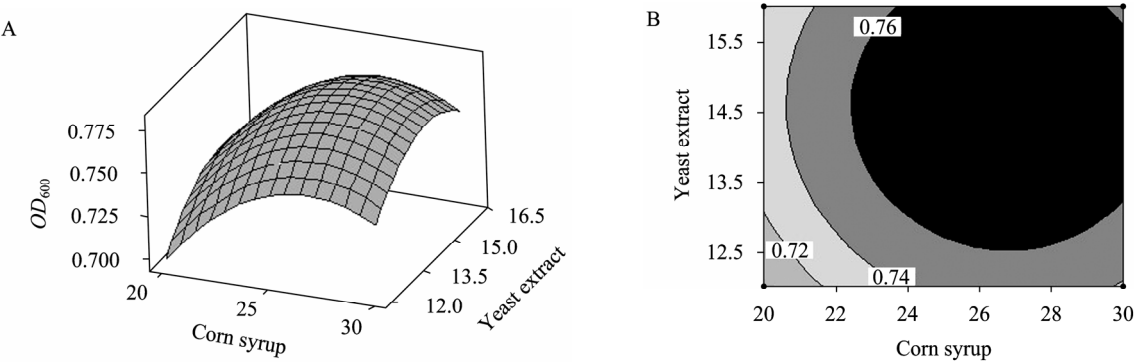 A
0.775
0.750
0.725
0.700
OD600
20
25
30
Corn syrup
12.0
13.5
15.0
16.5
Yeast extract
B
15.5
14.5
13.5
12.5
Yeast extract
0.76
0.72
0.74
20 22 24 26 28 30
Corn syrup